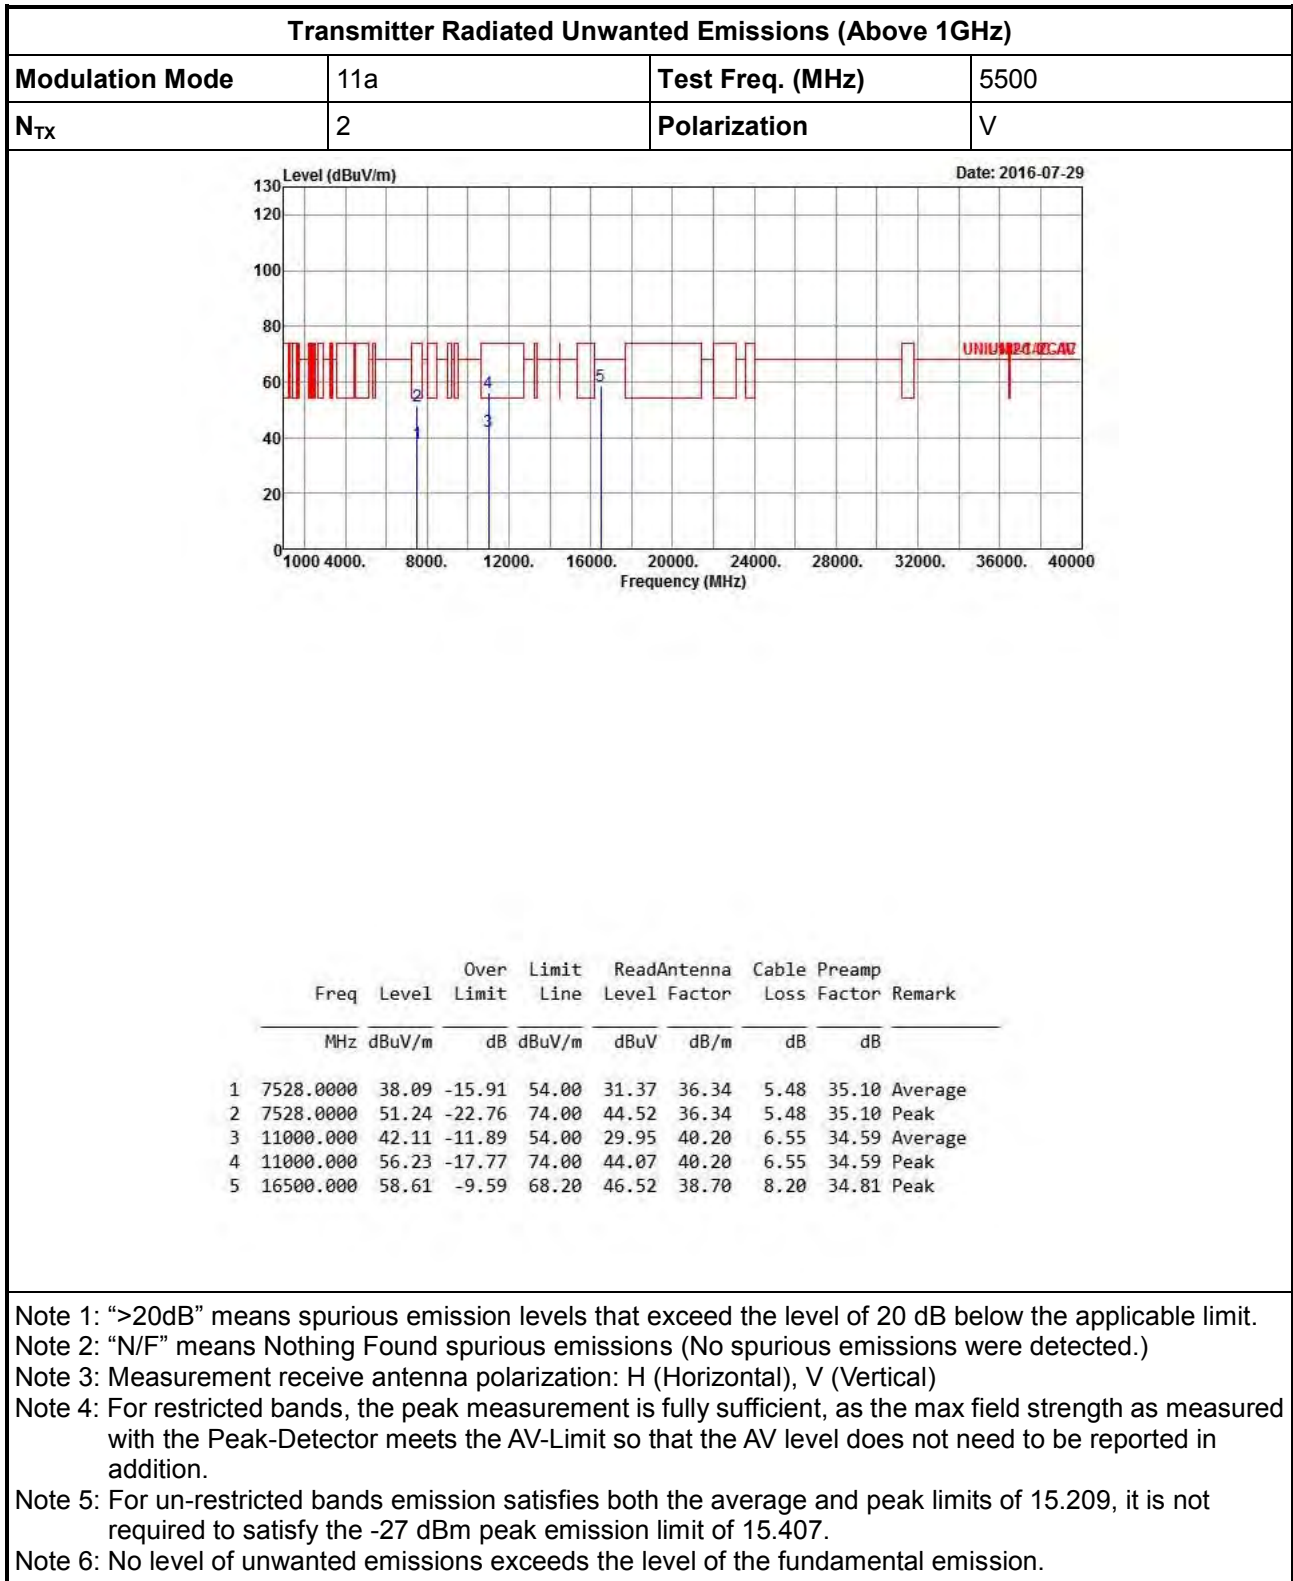 Transmitter Radiated Unwanted Emissions (Above 1GHz)
Modulation Mode 11a Test Freq. (MHz) 5500
NTX 2 Polarization V
Level (dBuV/m) Date: 2016-07-29
130
120
100
80
60
40
20
0
1 2 3 4 5
1000 4000. 8000. 12000. 16000. 20000. 24000. 28000. 32000. 36000. 40000
Frequency (MHz)
Over Limit ReadAntenna Cable Preamp
Freq Level Limit Line Level Factor Loss Factor Remark
MHz dBuV/m dB dBuV/m dBuV dB/m dB dB
1 7528.0000 38.09 -15.91 54.00 31.37 36.34 5.48 35.10 Average
2 7528.0000 51.24 -22.76 74.00 44.52 36.34 5.48 35.10 Peak
3 11000.000 42.11 -11.89 54.00 29.95 40.20 6.55 34.59 Average
4 11000.000 56.23 -17.77 74.00 44.07 40.20 6.55 34.59 Peak
5 16500.000 58.61 -9.59 68.20 46.52 38.70 8.20 34.81 Peak
Note 1: “>20dB” means spurious emission levels that exceed the level of 20 dB below the applicable limit.
Note 2: “N/F” means Nothing Found spurious emissions (No spurious emissions were detected.)
Note 3: Measurement receive antenna polarization: H (Horizontal), V (Vertical)
Note 4: For restricted bands, the peak measurement is fully sufficient, as the max field strength as measured
with the Peak-Detector meets the AV-Limit so that the AV level does not need to be reported in
addition.
Note 5: For un-restricted bands emission satisfies both the average and peak limits of 15.209, it is not
required to satisfy the -27 dBm peak emission limit of 15.407.
Note 6: No level of unwanted emissions exceeds the level of the fundamental emission.